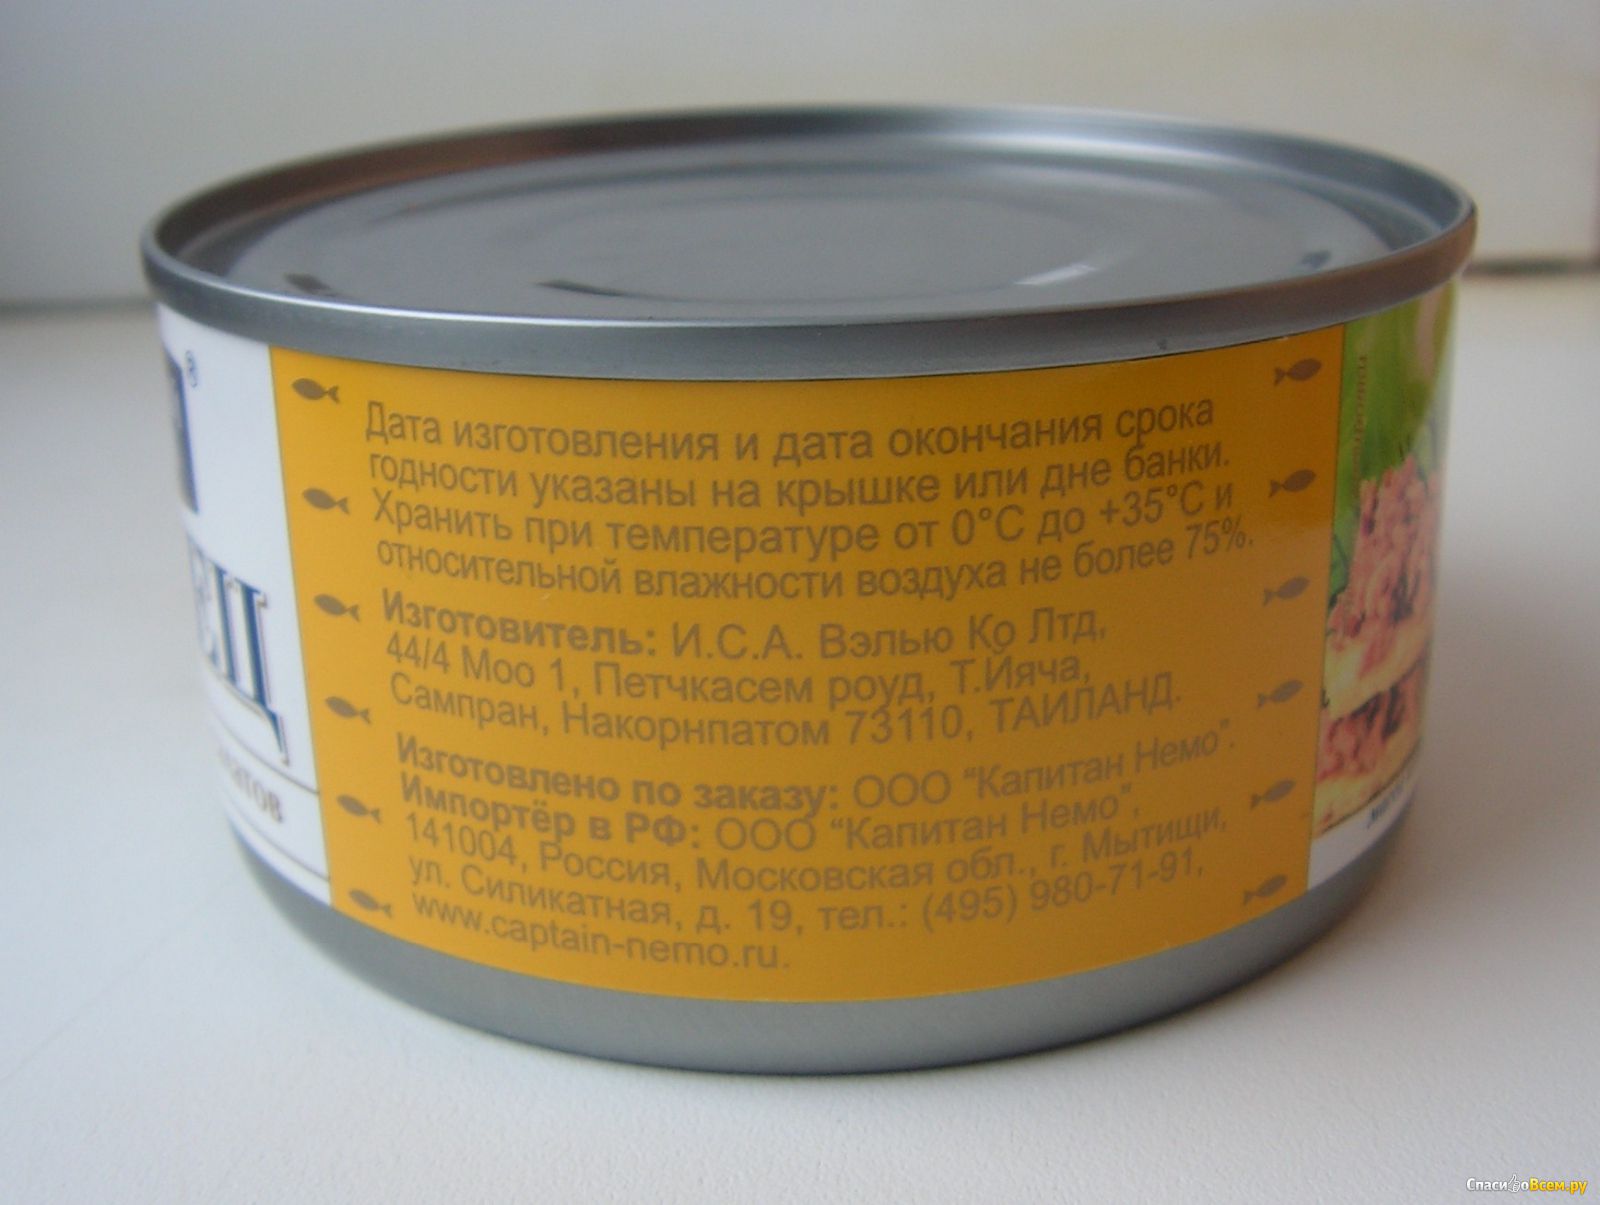 Дата изготовления и дата окончания срока
годности указаны на крышке или дне банки.
Хранить при температуре от 0°С до +35°С и
относительной влажности воздуха не более 75%.
Изготовитель: И.С.А. Вэлью Ко Лтд,
44/4 Моо 1, Петчкасем роуд, Т.Йяча,
Сампран, Накорнпатом 73110, ТАИЛАНД.
Изготовлено по заказу: ООО "Капитан Немо".
Импортёр в РФ: ООО "Капитан Немо",
141004, Россия, Московская обл., г. Мытищи,
ул. Силикатная, д. 19, тел.: (495) 980-71-91,
www.captain-nemo.ru.
СпасибоВсем.ру